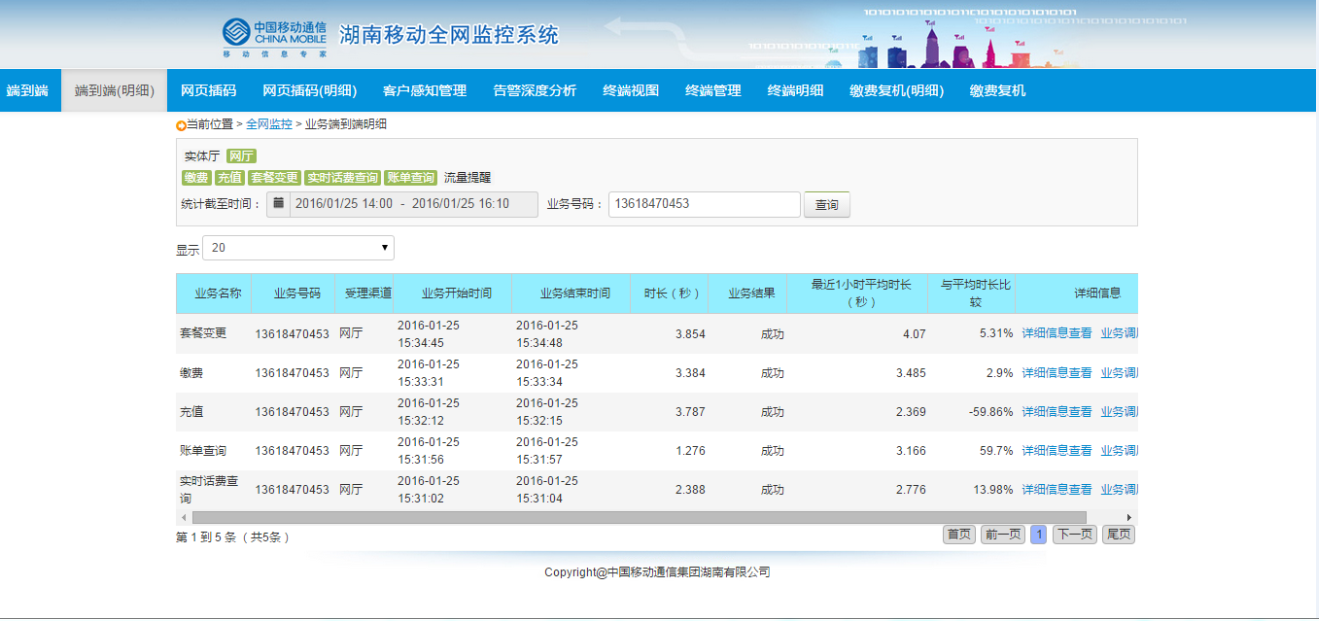 中国移动通信
CHINA MOBILE
移动信息专家
湖南移动全网监控系统
端到端 端到端(明细) 网页插码 网页插码(明细) 客户感知管理 告警深度分析 终端视图 终端管理 终端明细 缴费复机(明细) 缴费复机
当前位置 > 全网监控 > 业务端到端明细
实体厅 网厅
缴费 充值 套餐变更 实时话费查询 账单查询 流量提醒
统计截至时间： 2016/01/25 14:00 - 2016/01/25 16:10 业务号码： 13618470453 查询
显示 20
业务名称 业务号码 受理渠道 业务开始时间 业务结束时间 时长（秒） 业务结果 最近1小时平均时长（秒） 与平均时长比较 详细信息
套餐变更 13618470453 网厅 2016-01-25 15:34:45 2016-01-25 15:34:48 3.854 成功 4.07 5.31% 详细信息查看 业务调
缴费 13618470453 网厅 2016-01-25 15:33:31 2016-01-25 15:33:34 3.384 成功 3.485 2.9% 详细信息查看 业务调
充值 13618470453 网厅 2016-01-25 15:32:12 2016-01-25 15:32:15 3.787 成功 2.369 -59.86% 详细信息查看 业务调
账单查询 13618470453 网厅 2016-01-25 15:31:56 2016-01-25 15:31:57 1.276 成功 3.166 59.7% 详细信息查看 业务调
实时话费查询 13618470453 网厅 2016-01-25 15:31:02 2016-01-25 15:31:04 2.388 成功 2.776 13.98% 详细信息查看 业务调
第 1 到 5 条 （共5条） 首页 前一页 1 下一页 尾页
Copyright@中国移动通信集团湖南有限公司